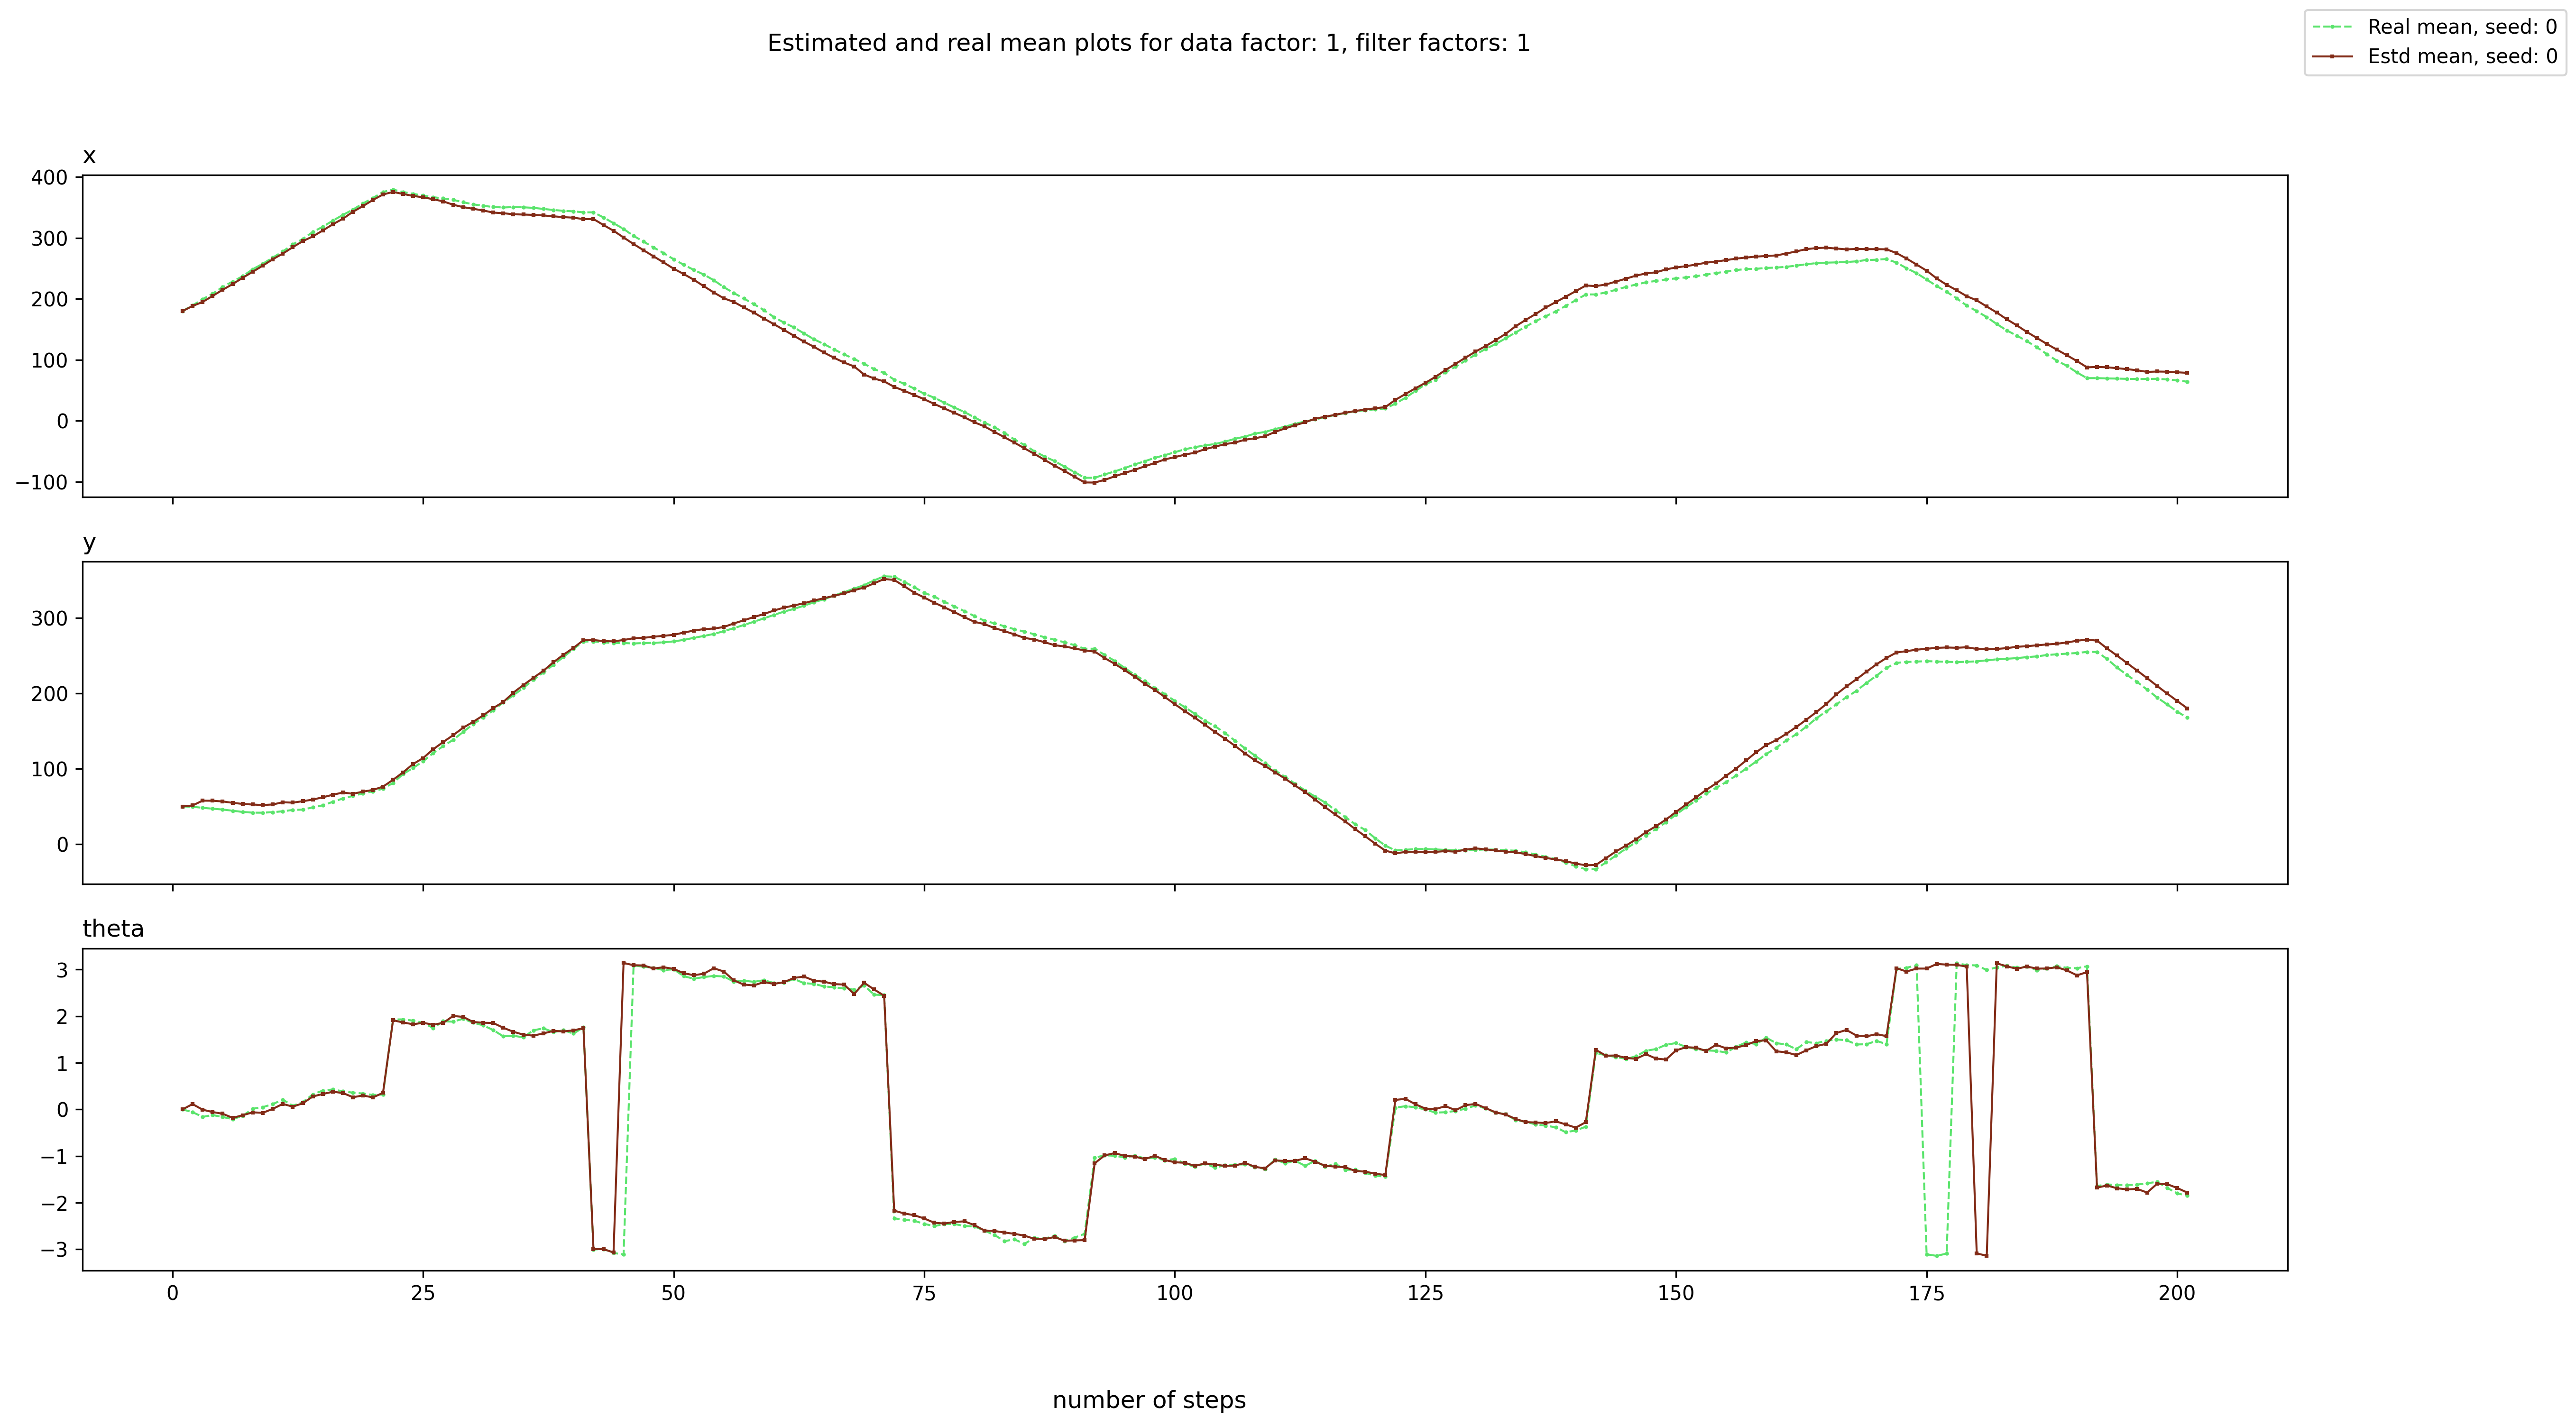 Estimated and real mean plots for data factor: 1, filter factors: 1
Real mean, seed: 0
Estd mean, seed: 0
x
400
300
200
100
0
−100
y
300
200
100
0
theta
3
2
1
0
−1
−2
−3
0 25 50 75 100 125 150 175 200
number of steps